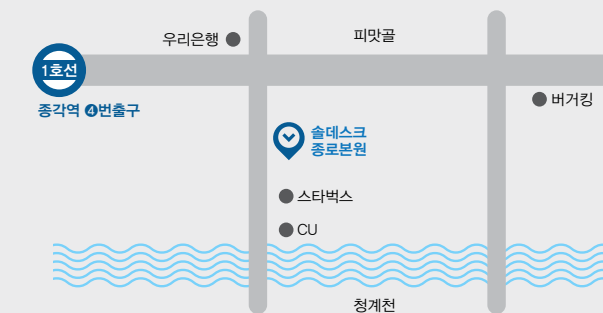 우리은행
피맛골
1호선
종각역 ❹번출구
버거킹
솔데스크
종로본원
스타벅스
CU
청계천